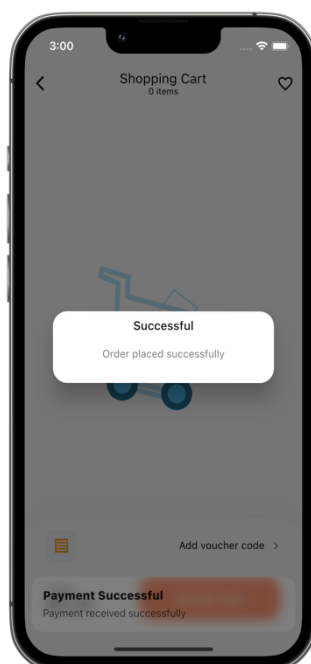 3:00
Shopping Cart
0 items
Successful
Order placed successfully
Add voucher code
Payment Successful
Payment received successfully